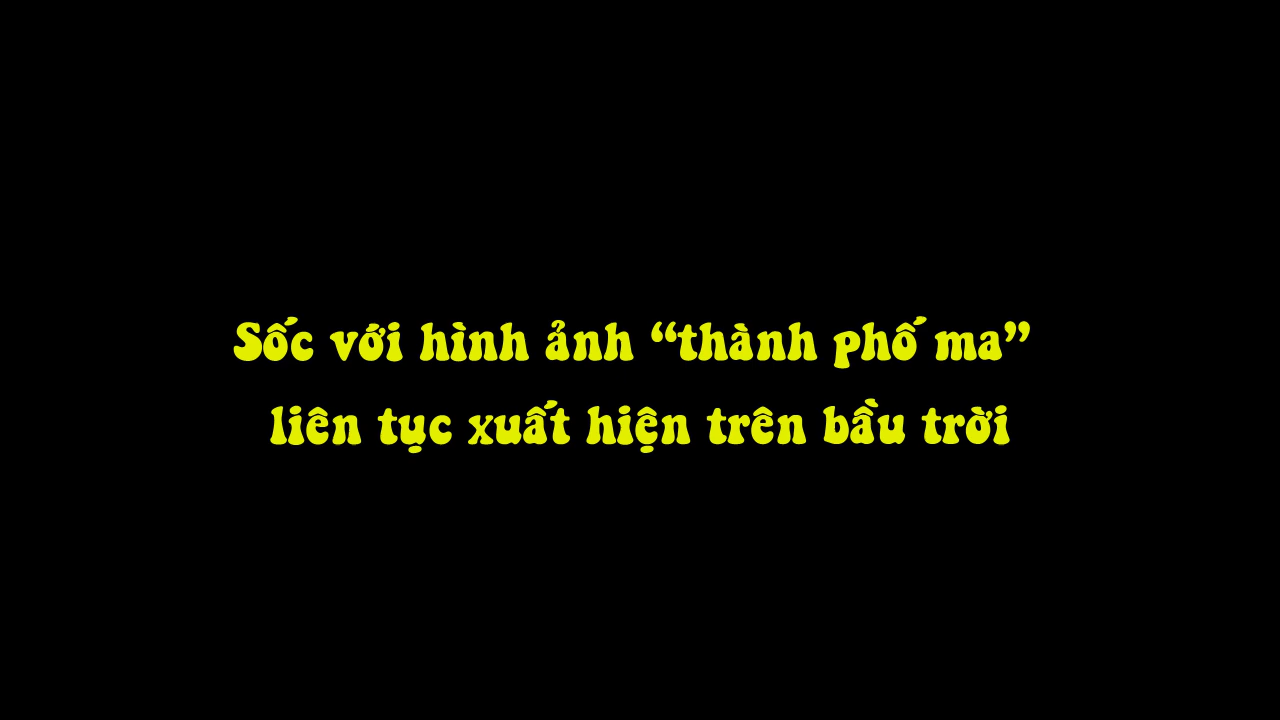 Sốc với hình ảnh “thành phố ma”
liên tục xuất hiện trên bầu trời